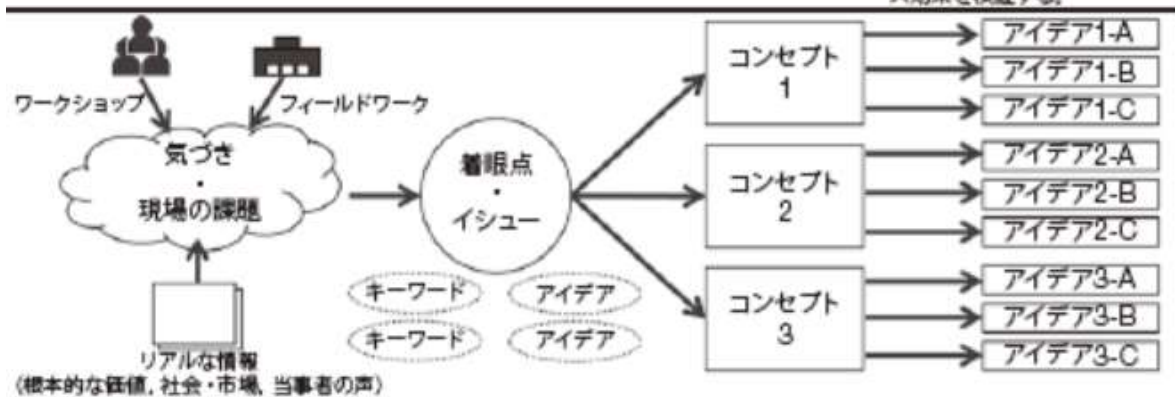 ワークショップ
フィールドワーク
気づき
・
現場の課題
リアルな情報
(根本的な価値, 社会・市場, 当事者の声)
着眼点
・
イシュー
キーワード
アイデア
キーワード
アイデア
コンセプト
1
アイデア1-A
アイデア1-B
アイデア1-C
コンセプト
2
アイデア2-A
アイデア2-B
アイデア2-C
コンセプト
3
アイデア3-A
アイデア3-B
アイデア3-C